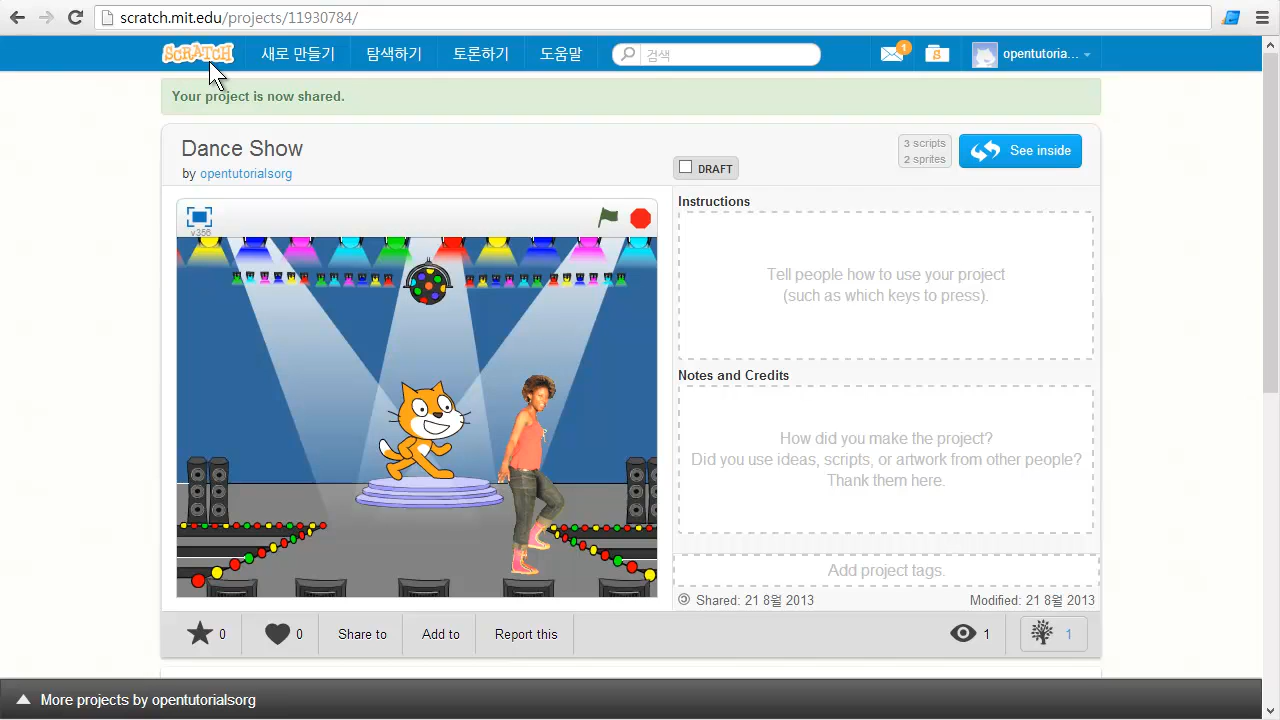 scratch.mit.edu/projects/11930784/
SCRATCH
새로 만들기
탐색하기
토론하기
도움말
검색
1
S
opentutoria...
Your project is now shared.
Dance Show
by opentutorialsorg
DRAFT
3 scripts
2 sprites
See inside
v356
Instructions
Tell people how to use your project
(such as which keys to press).
Notes and Credits
How did you make the project?
Did you use ideas, scripts, or artwork from other people?
Thank them here.
Add project tags.
Shared: 21 8월 2013
Modified: 21 8월 2013
0
0
Share to
Add to
Report this
1
1
More projects by opentutorialsorg